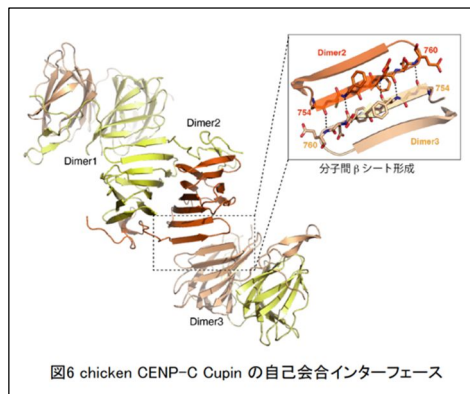 Dimer1
Dimer2
Dimer3
Dimer2
760
754
754
760
Dimer3
分子間 β シート形成
図6 chicken CENP-C Cupin の自己会合インターフェース